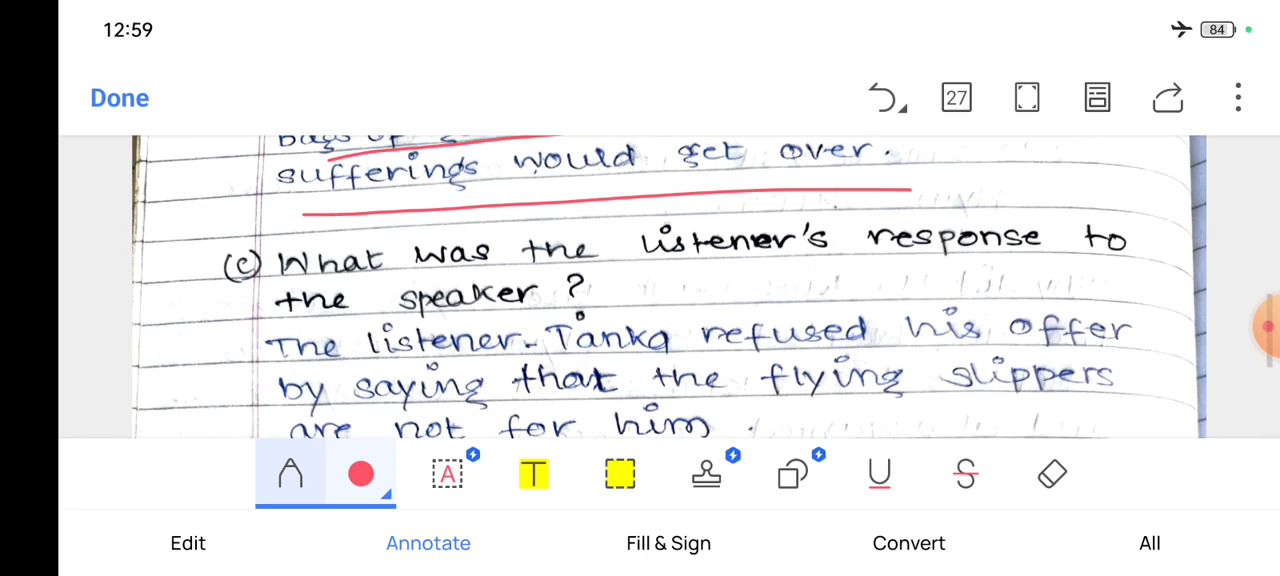 12:59
84
Done
27
sufferings would get over.
(c) What was the listener's response to
the speaker?
The listener - Tanka refused his offer
by saying that the flying slippers
are not for him.
A
T
U
S
Edit
Annotate
Fill & Sign
Convert
All